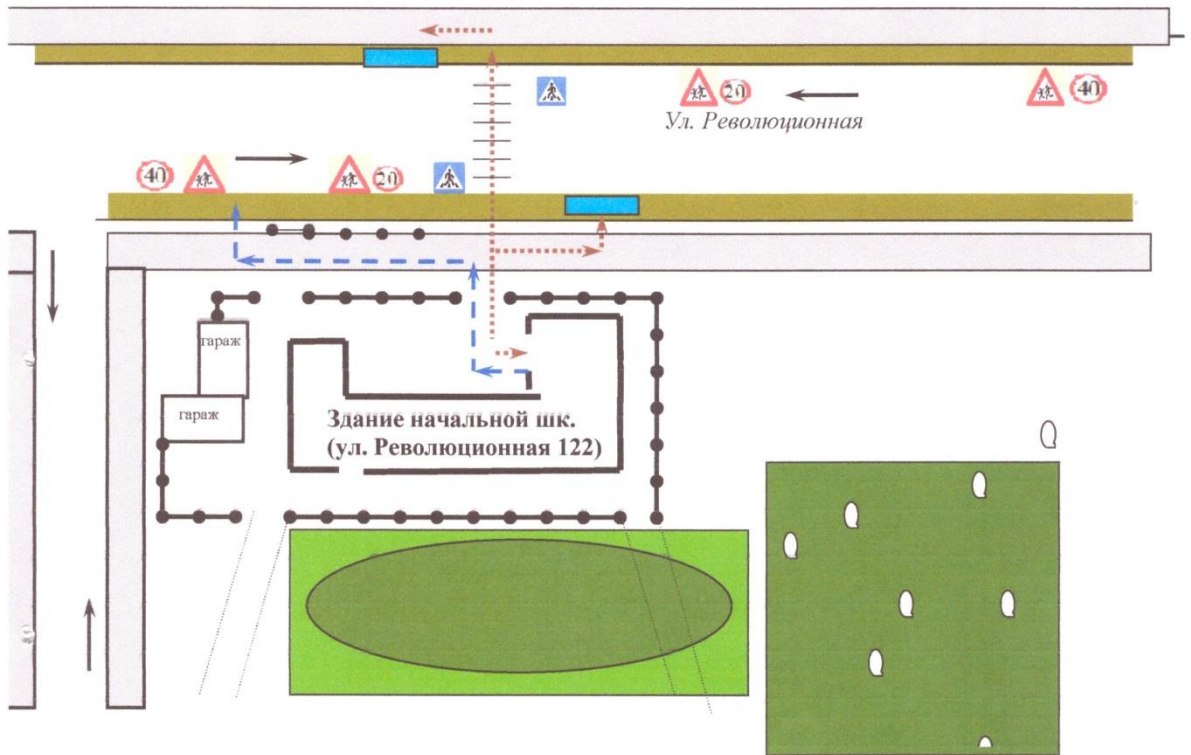 20
40
Ул. Революционная
40
20
гараж
гараж
Здание начальной шк.
(ул. Революционная 122)